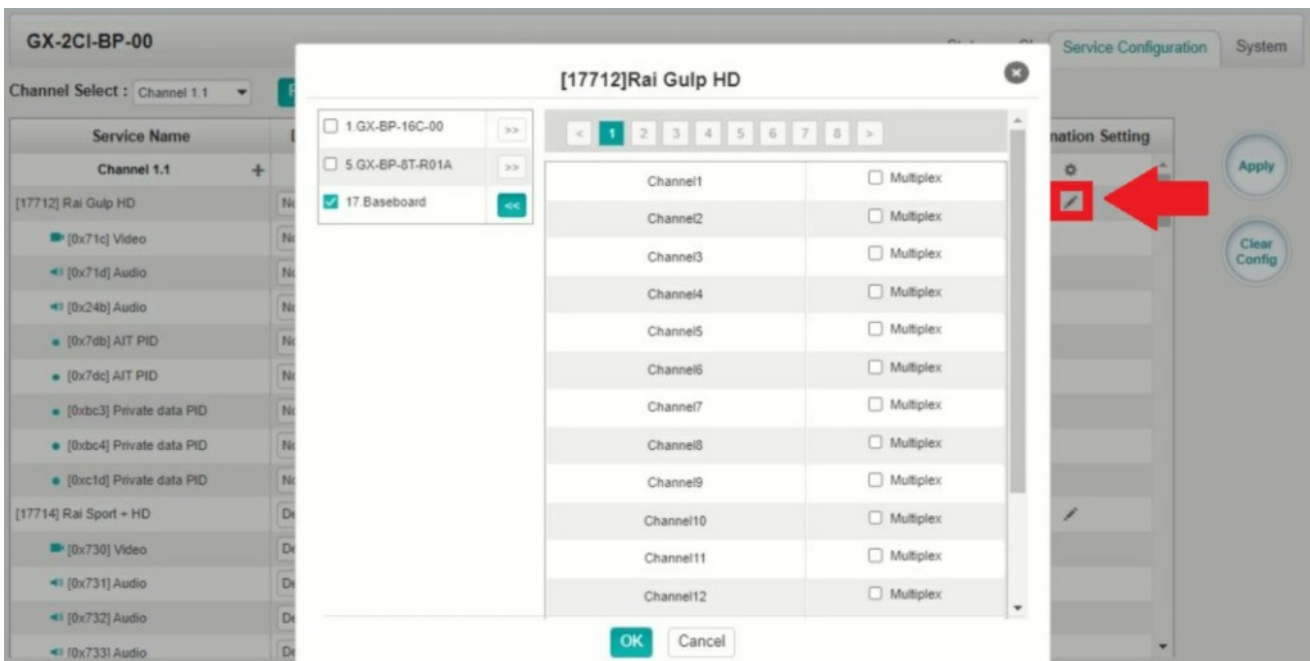 GX-2CI-BP-00
Service Configuration
System
Channel Select : Channel 1.1
Service Name
nation Setting
Channel 1.1 +
[17712] Rai Gulp HD
[0x71c] Video
[0x71d] Audio
[0x24b] Audio
[0x7db] AIT PID
[0x7dc] AIT PID
[0xbc3] Private data PID
[0xbc4] Private data PID
[0xc1d] Private data PID
[17714] Rai Sport + HD
[0x730] Video
[0x731] Audio
[0x732] Audio
[0x733] Audio
[17712]Rai Gulp HD
1.GX-BP-16C-00 >>
5.GX-BP-8T-R01A >>
17.Baseboard <<
< 1 2 3 4 5 6 7 8 >
Channel1 Multiplex
Channel2 Multiplex
Channel3 Multiplex
Channel4 Multiplex
Channel5 Multiplex
Channel6 Multiplex
Channel7 Multiplex
Channel8 Multiplex
Channel9 Multiplex
Channel10 Multiplex
Channel11 Multiplex
Channel12 Multiplex
OK Cancel
Apply
Clear
Config